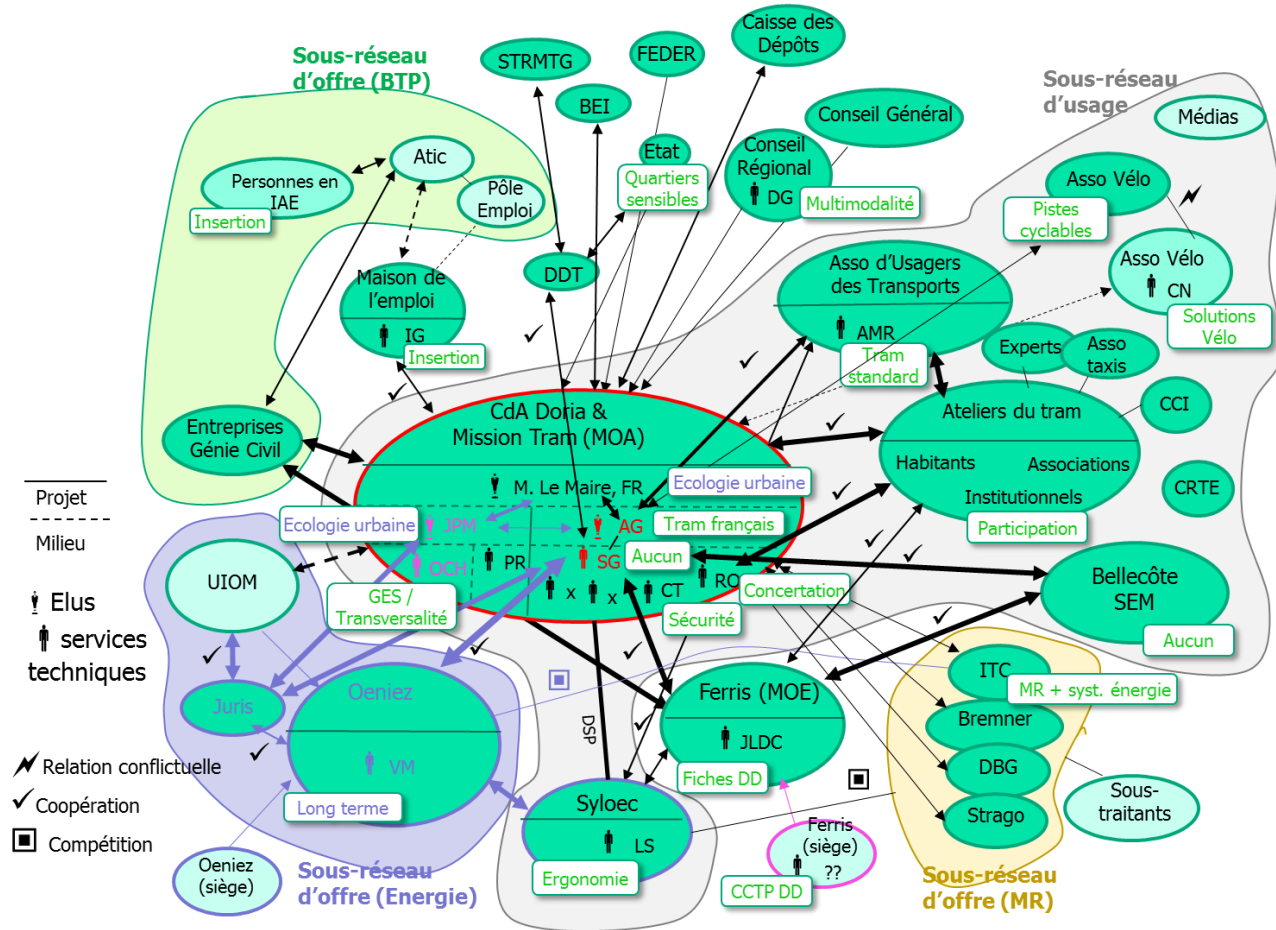 Sous-réseau
d'offre (BTP)
STRMTG
FEDER
Caisse des
Dépôts
BEI
Sous-réseau
d'usage
Médias
Conseil Général
Etat
Quartiers
sensibles
Conseil
Régional
DG
Multimodalité
Atic
Personnes en
IAE
Insertion
Pôle
Emploi
Asso Vélo
Pistes
cyclables
Asso Vélo
CN
Solutions
Vélo
DDT
Maison de
l'emploi
IG
Insertion
Asso d'Usagers
des Transports
AMR
Tram
standard
Experts
Asso
taxis
CCI
CRTE
Entreprises
Génie Civil
CdA Doria &
Mission Tram (MOA)
M. Le Maire, FR
Ecologie urbaine
Ateliers du tram
Habitants
Associations
Institutionnels
Participation
Projet
Milieu
Elus
services
techniques
Ecologie urbaine
JPM
AG
Tram français
OCH
PR
SG
Aucun
x
x
CT
RO
Concertation
Sécurité
GES /
Transversalité
UIOM
Bellecôte
SEM
Aucun
Juris
Oeniez
VM
Long terme
Ferris (MOE)
JLDC
Fiches DD
ITC
MR + syst. énergie
Bremner
DBG
Strago
Sous-
traitants
DSP
Relation conflictuelle
Coopération
Compétition
Syloec
LS
Ergonomie
Ferris
(siège)
??
CCTP DD
Oeniez
(siège)
Sous-réseau
d'offre (Energie)
Sous-réseau
d'offre (MR)